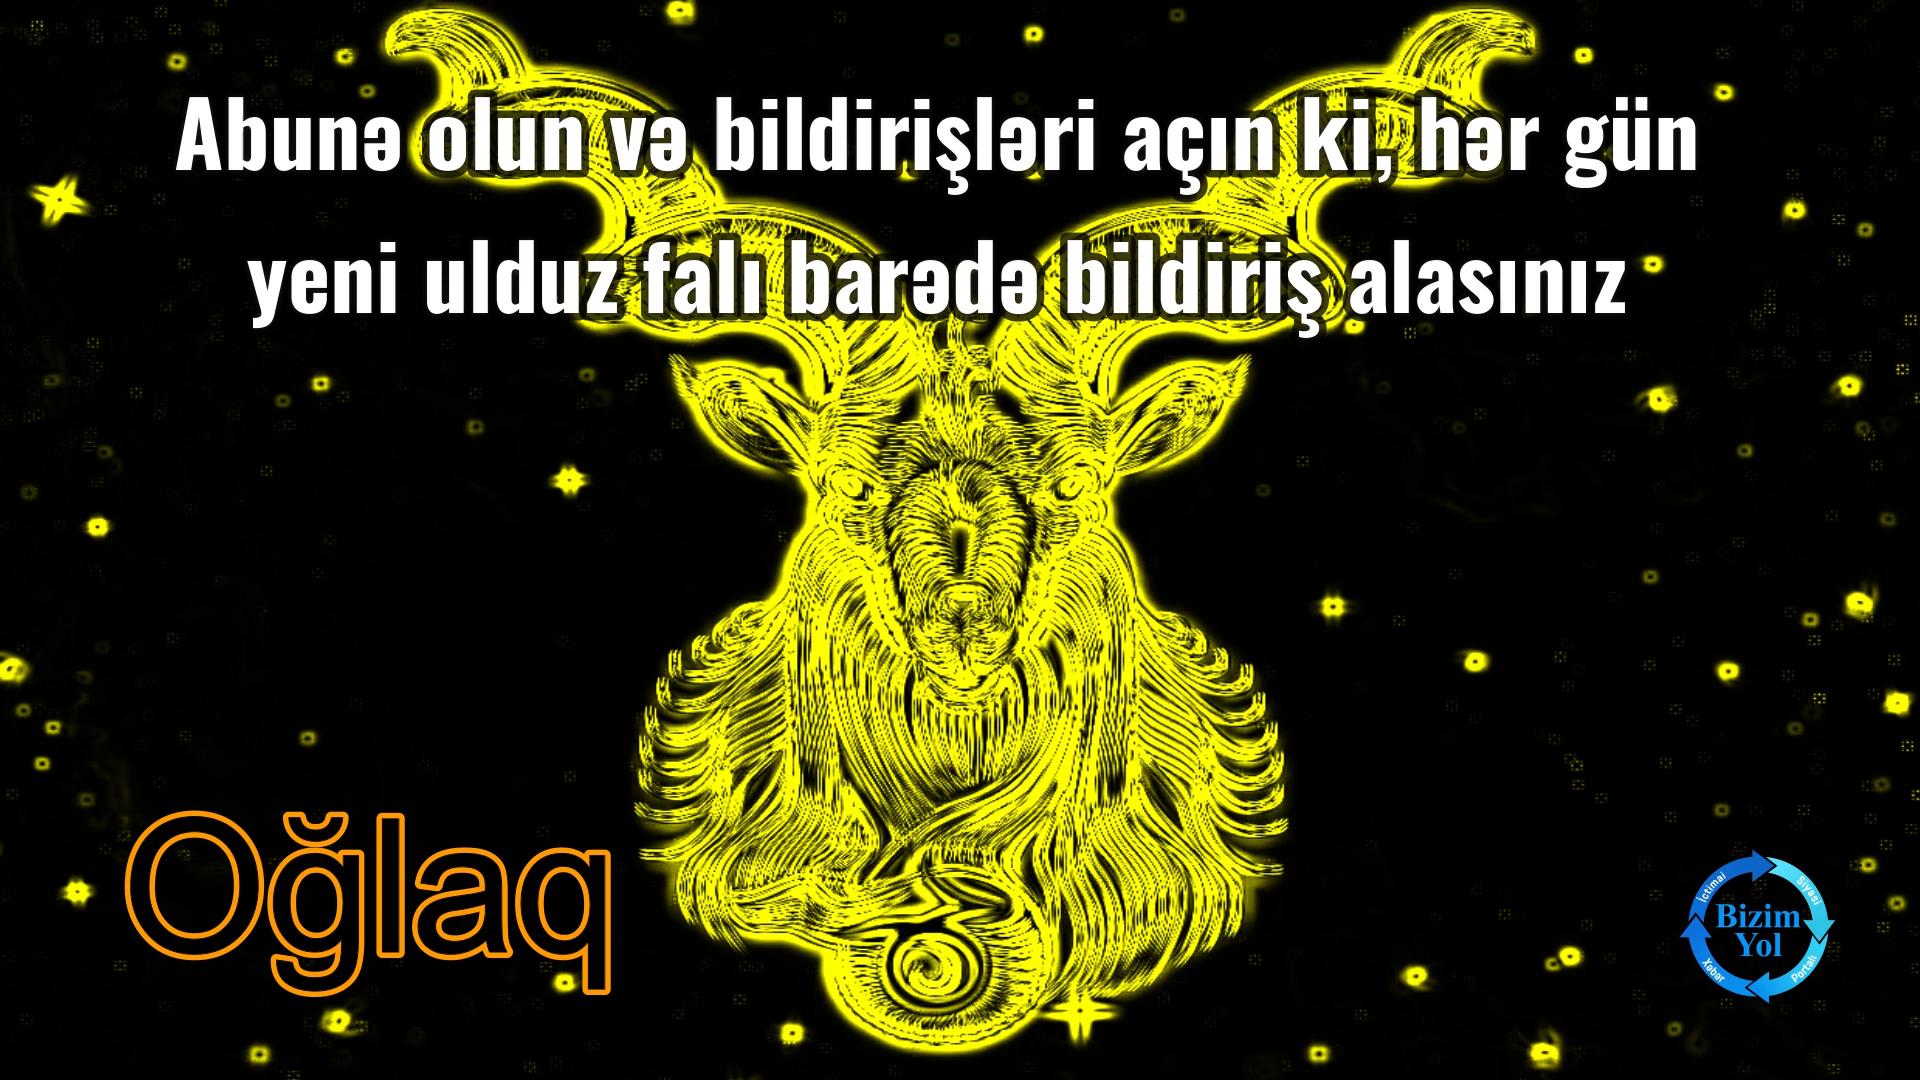 Abunə olun və bildirişləri açın ki, hər gün
yeni ulduz falı barədə bildiriş alasınız
Oğlaq
İctimai
Siyasi
Bizim
Yol
Xəbər
Portalı